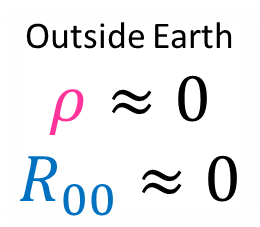 Outside Earth
ρ ≈ 0
R₀₀ ≈ 0